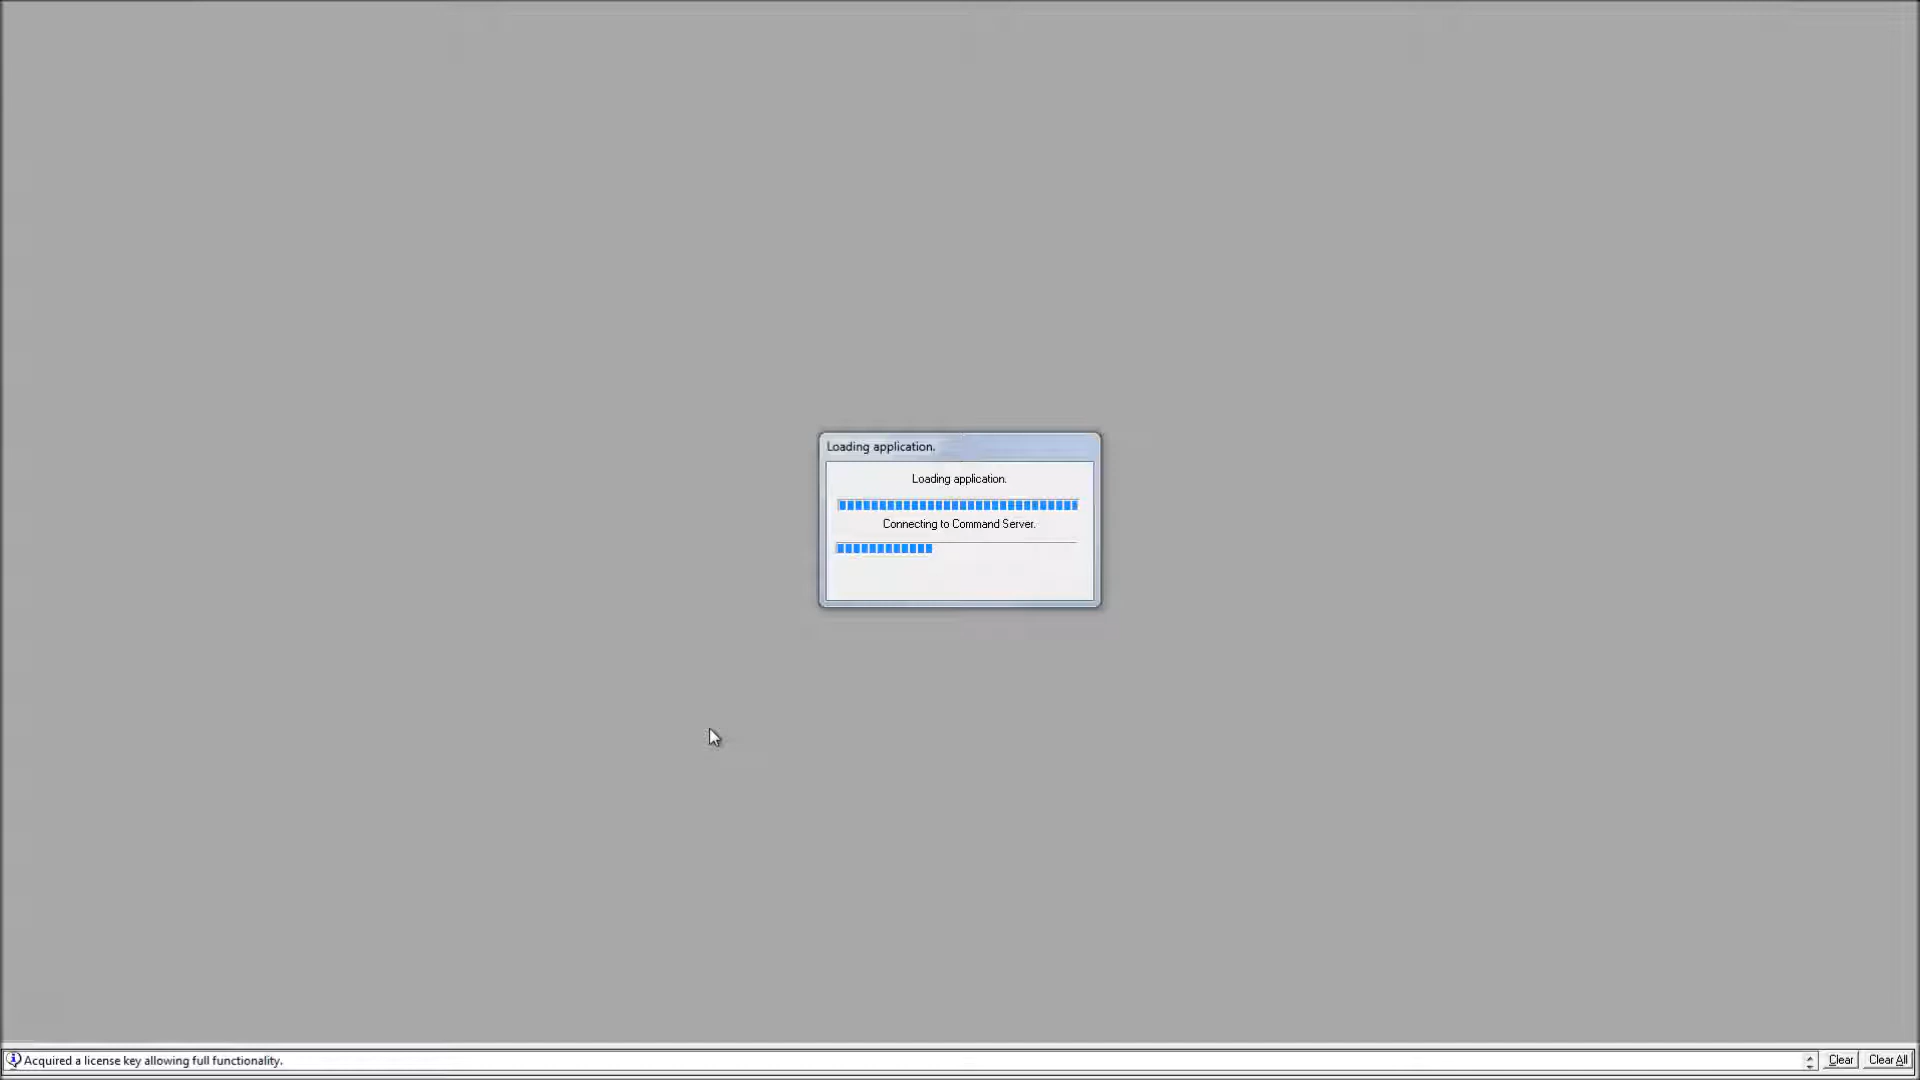 Loading application.
Loading application.
Connecting to Command Server.
Acquired a license key allowing full functionality.
Clear
Clear All